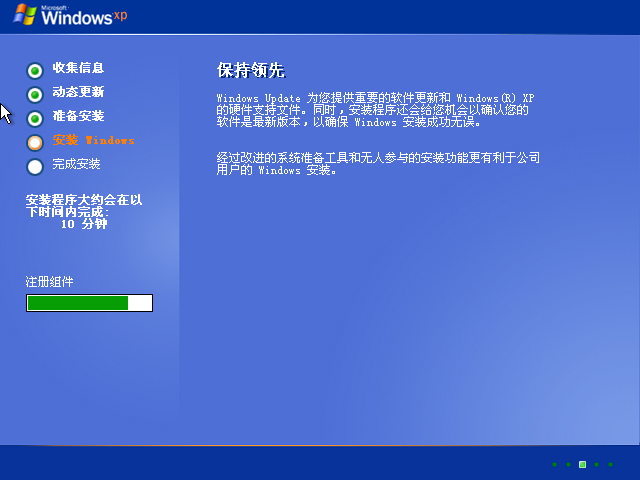 Microsoft
Windows xp
收集信息
动态更新
准备安装
安装 Windows
完成安装
安装程序大约会在以
下时间内完成:
10 分钟
注册组件
保持领先
Windows Update 为您提供重要的软件更新和 Windows(R) XP
的硬件支持文件。同时，安装程序还会给您机会以确认您的
软件是最新版本，以确保 Windows 安装成功无误。
经过改进的系统准备工具和无人参与的安装功能更有利于公司
用户的 Windows 安装。